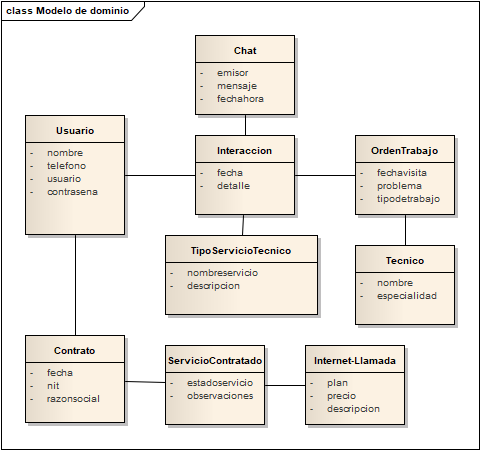 class Modelo de dominio
Chat
- emisor
- mensaje
- fechahora
Usuario
- nombre
- telefono
- usuario
- contrasena
Interaccion
- fecha
- detalle
OrdenTrabajo
- fechavisita
- problema
- tipodetrabajo
TipoServicioTecnico
- nombreservicio
- descripcion
Tecnico
- nombre
- especialidad
Contrato
- fecha
- nit
- razonsocial
ServicioContratado
- estadoservicio
- observaciones
Internet-Llamada
- plan
- precio
- descripcion